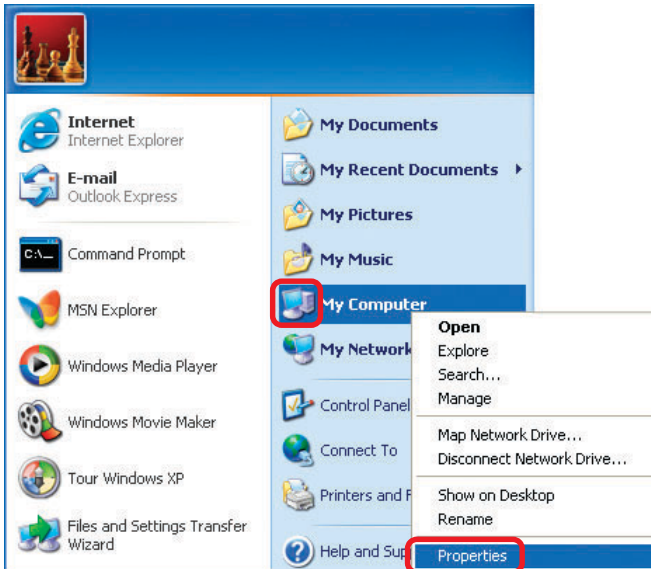 Internet
Internet Explorer
E-mail
Outlook Express
C:\_
Command Prompt
MSN Explorer
Windows Media Player
Windows Movie Maker
Tour Windows XP
Files and Settings Transfer
Wizard
My Documents
My Recent Documents
My Pictures
My Music
My Computer
My Network
Control Panel
Connect To
Printers and F
Help and Sup
Open
Explore
Search...
Manage
Map Network Drive...
Disconnect Network Drive...
Show on Desktop
Rename
Properties